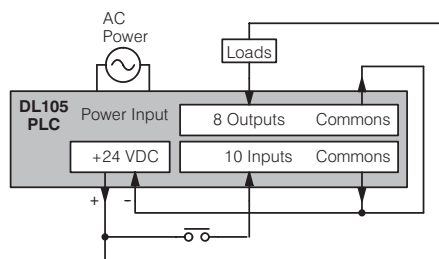 AC
Power
Loads
DL105
PLC
Power Input
8 Outputs Commons
+24 VDC
10 Inputs Commons
+ –